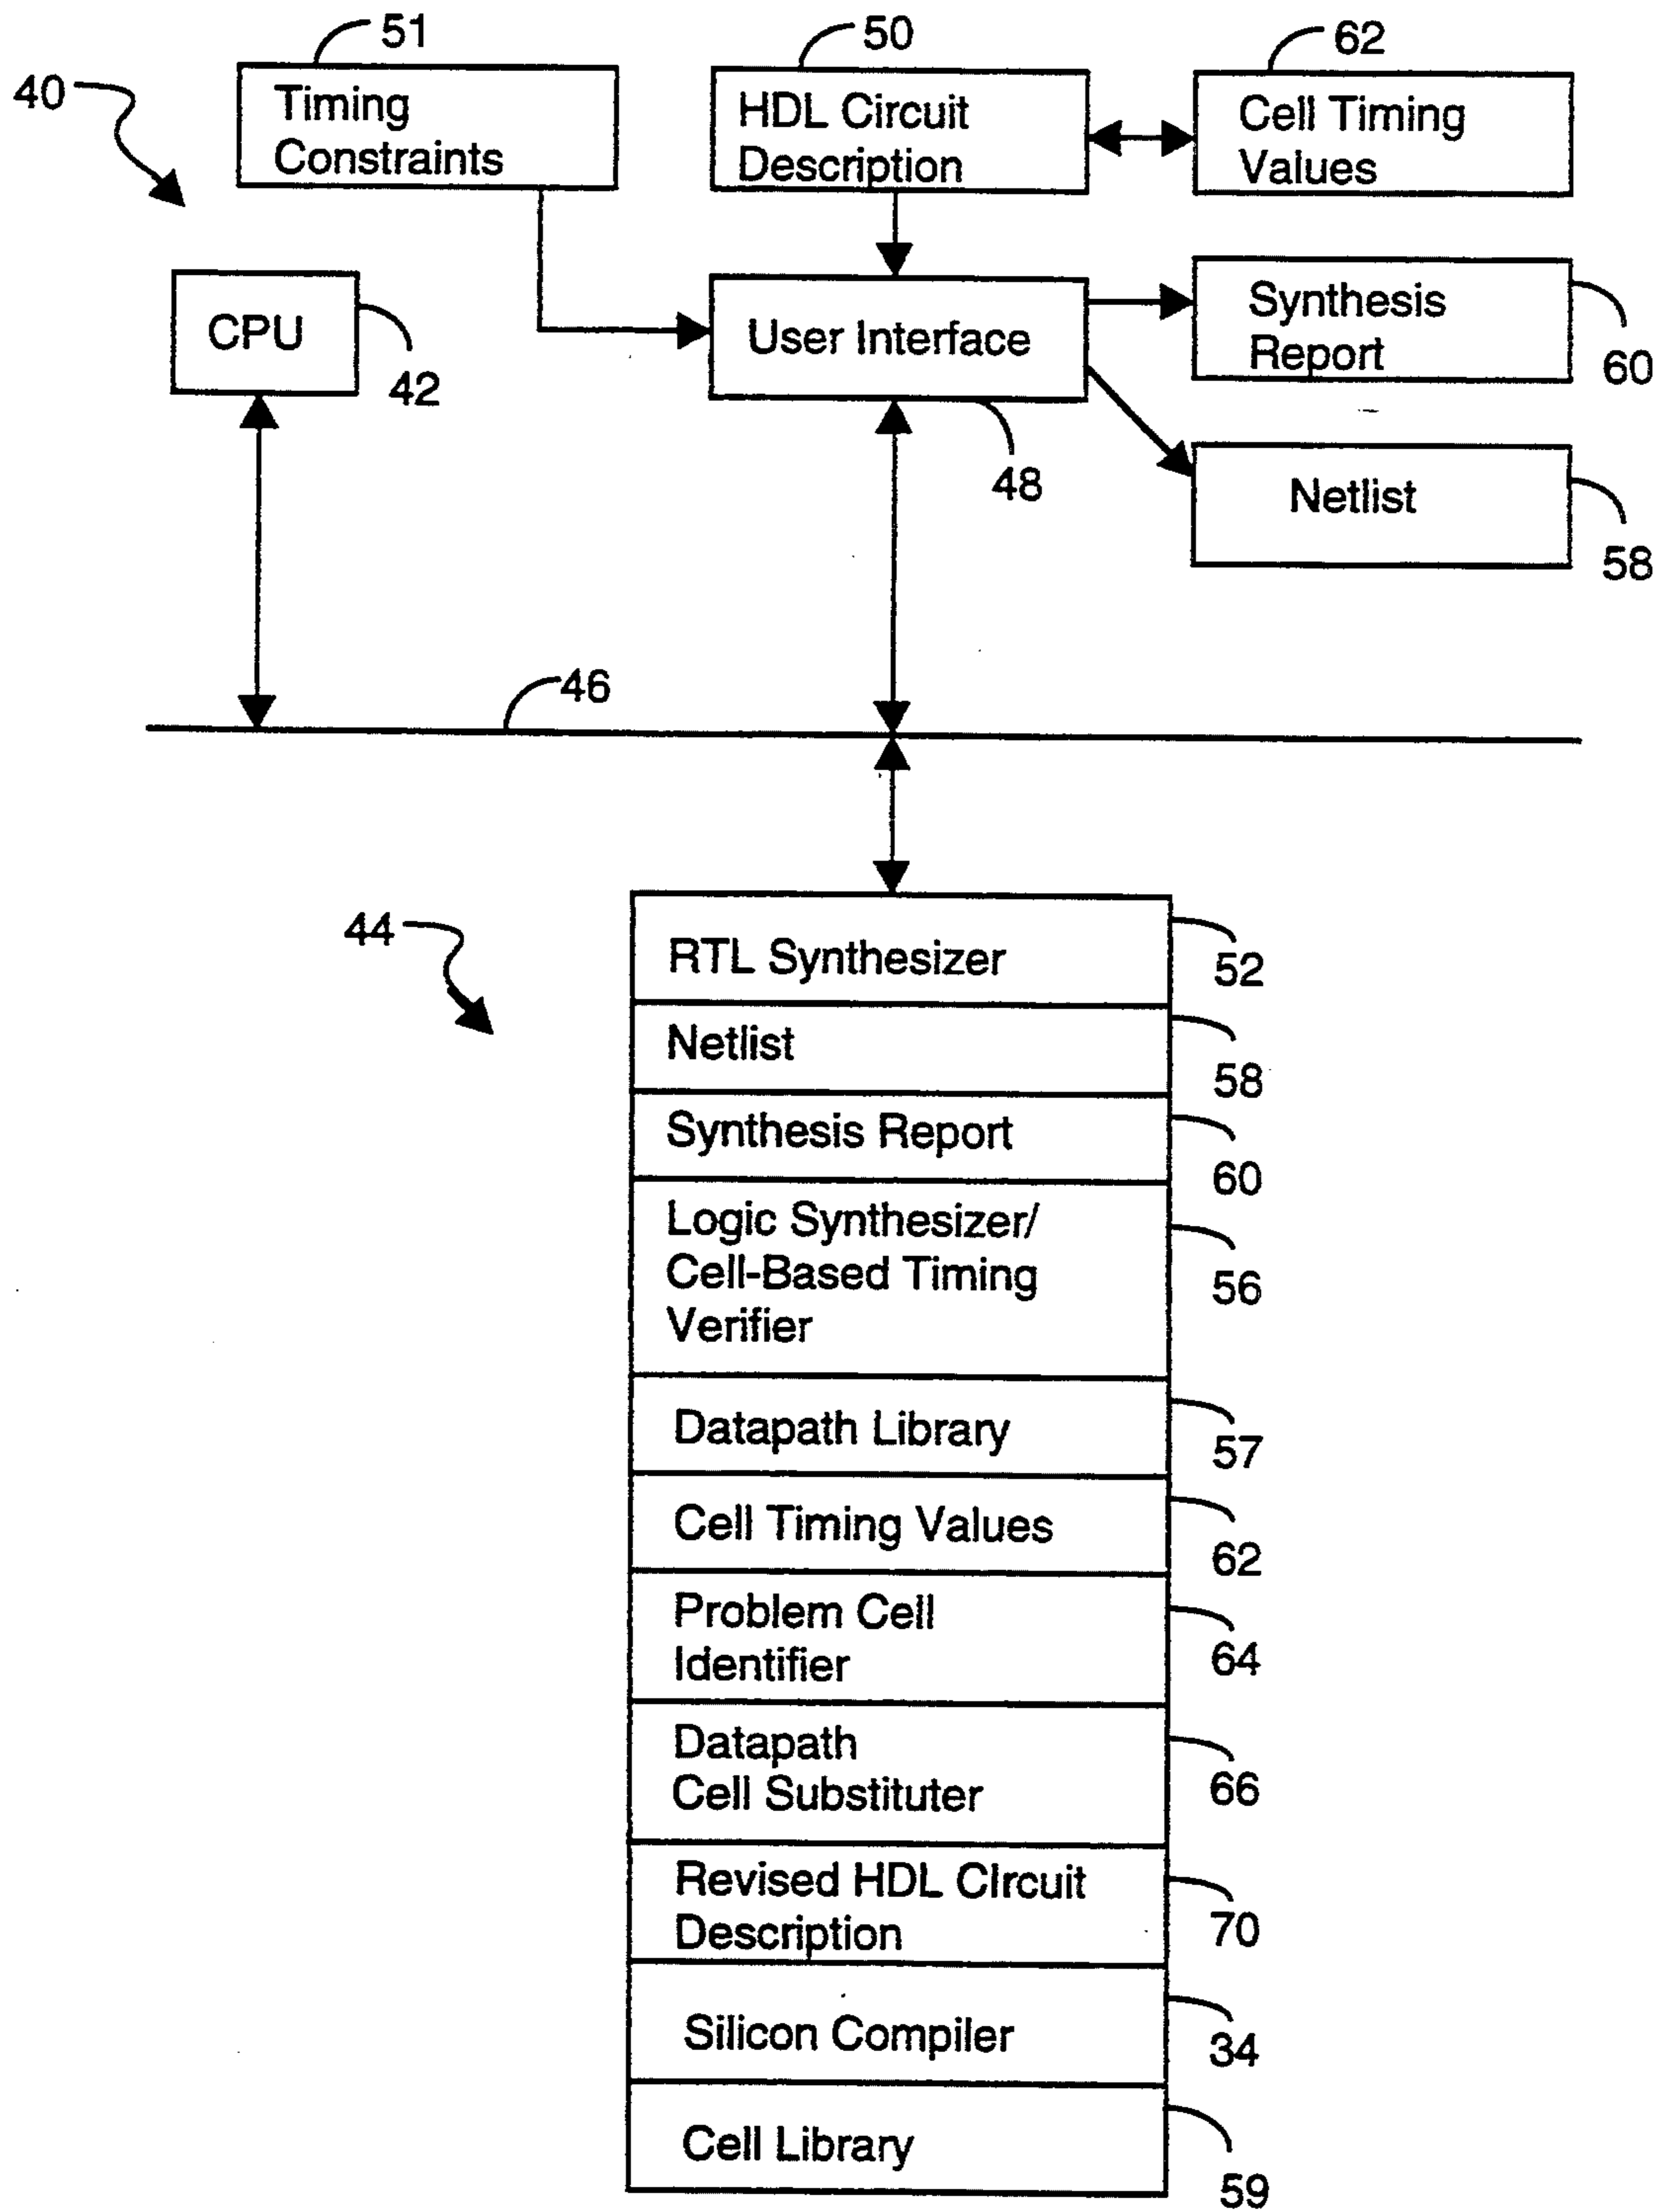 51
50
62
40
Timing
Constraints
HDL Circuit
Description
Cell Timing
Values
CPU
42
User Interface
48
Synthesis
Report
60
Netlist
58
46
44
RTL Synthesizer
52
Netlist
58
Synthesis Report
60
Logic Synthesizer/
Cell-Based Timing
Verifier
56
Datapath Library
57
Cell Timing Values
62
Problem Cell
Identifier
64
Datapath
Cell Substituter
66
Revised HDL CIrcuit
Description
70
Silicon Compiler
34
Cell Library
59